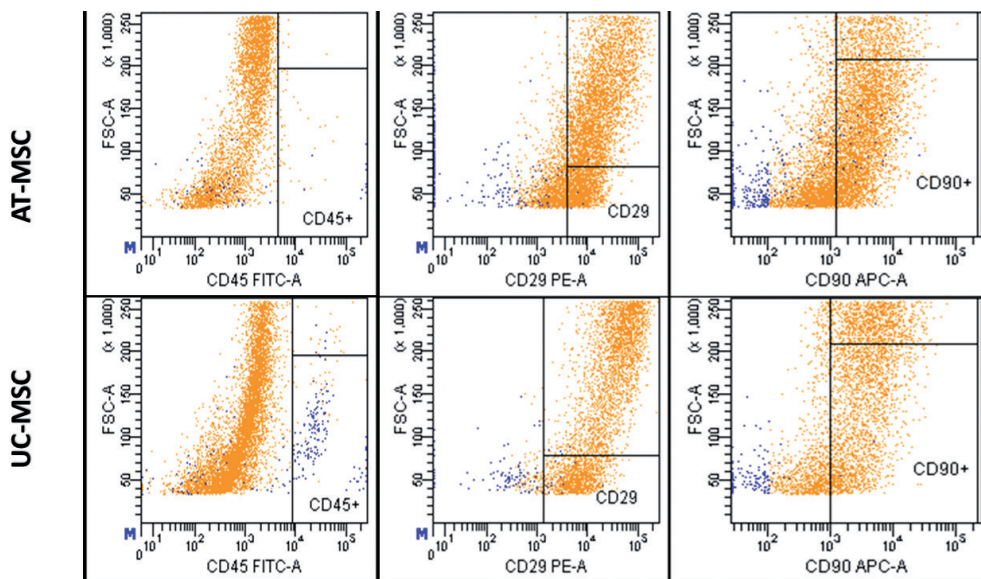 AT-MSC
(x 1,000)
FSC-A
50 100 150 200 250
CD45+
M
0 10¹ 10² 10³ 10⁴ 10⁵
CD45 FITC-A
(x 1,000)
FSC-A
50 100 150 200 250
CD29
0 10² 10³ 10⁴ 10⁵
CD29 PE-A
(x 1,000)
FSC-A
50 100 150 200 250
CD90+
10² 10³ 10⁴ 10⁵
CD90 APC-A
UC-MSC
(x 1,000)
FSC-A
50 100 150 200 250
CD45+
M
0 10¹ 10² 10³ 10⁴ 10⁵
CD45 FITC-A
(x 1,000)
FSC-A
50 100 150 200 250
CD29
M
0 10² 10³ 10⁴ 10⁵
CD29 PE-A
(x 1,000)
FSC-A
50 100 150 200 250
CD90+
10² 10³ 10⁴ 10⁵
CD90 APC-A